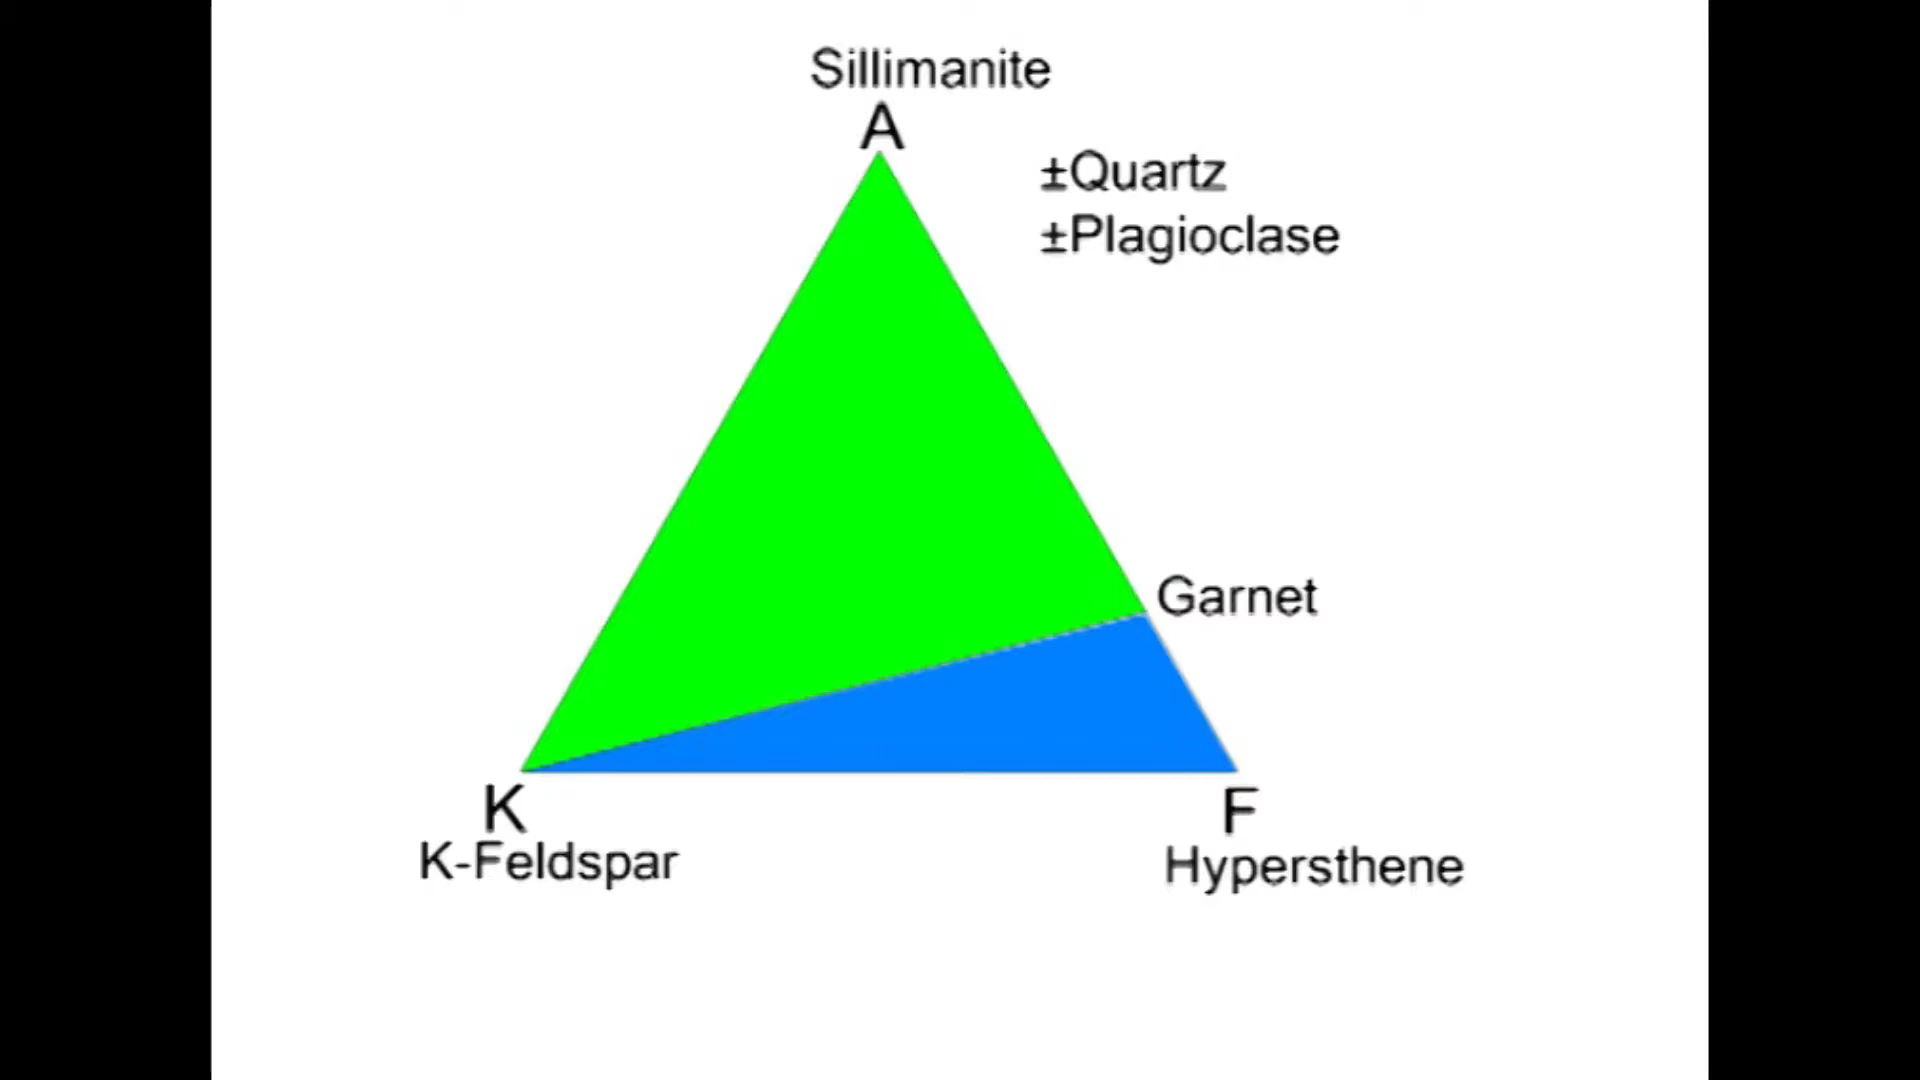 Sillimanite
A
±Quartz
±Plagioclase
Garnet
K
F
K-Feldspar
Hypersthene